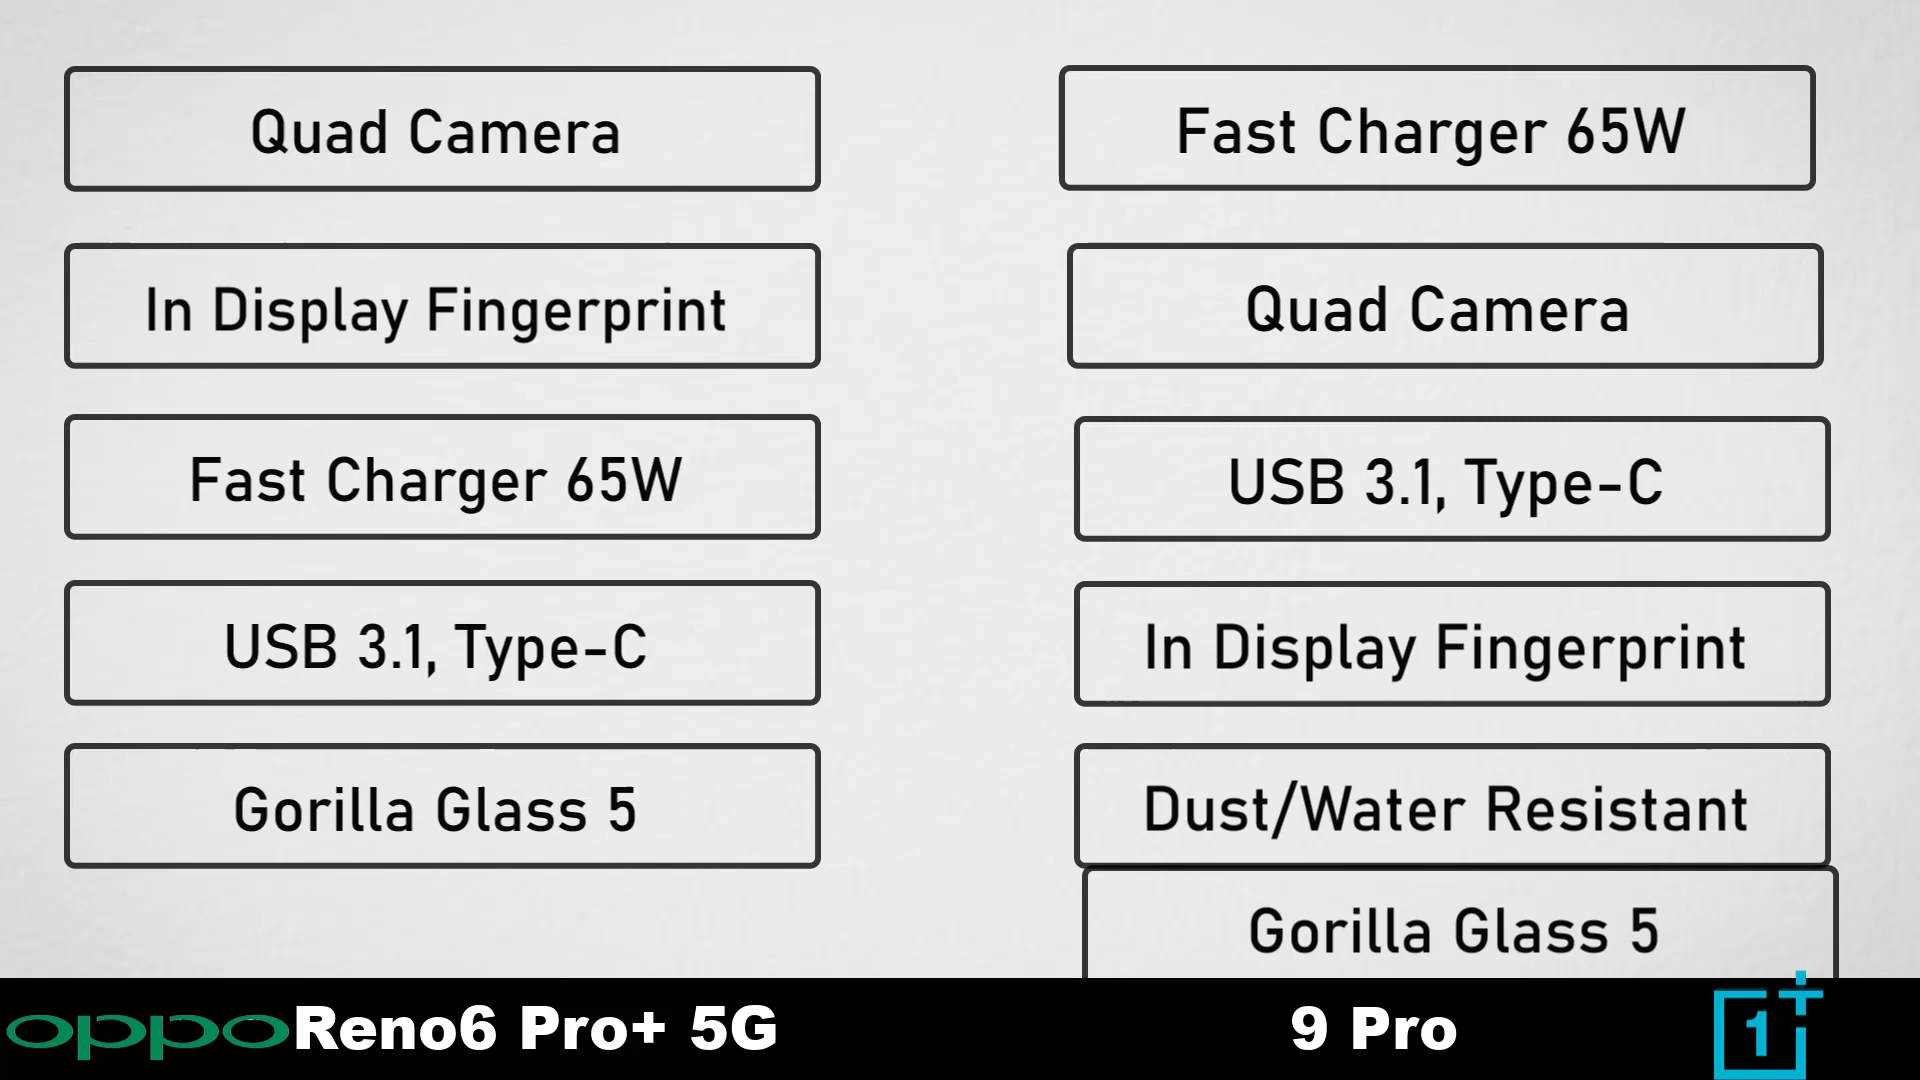 Quad Camera
In Display Fingerprint
Fast Charger 65W
USB 3.1, Type-C
Gorilla Glass 5
Fast Charger 65W
Quad Camera
USB 3.1, Type-C
In Display Fingerprint
Dust/Water Resistant
Gorilla Glass 5
oppo Reno6 Pro+ 5G
9 Pro
1+